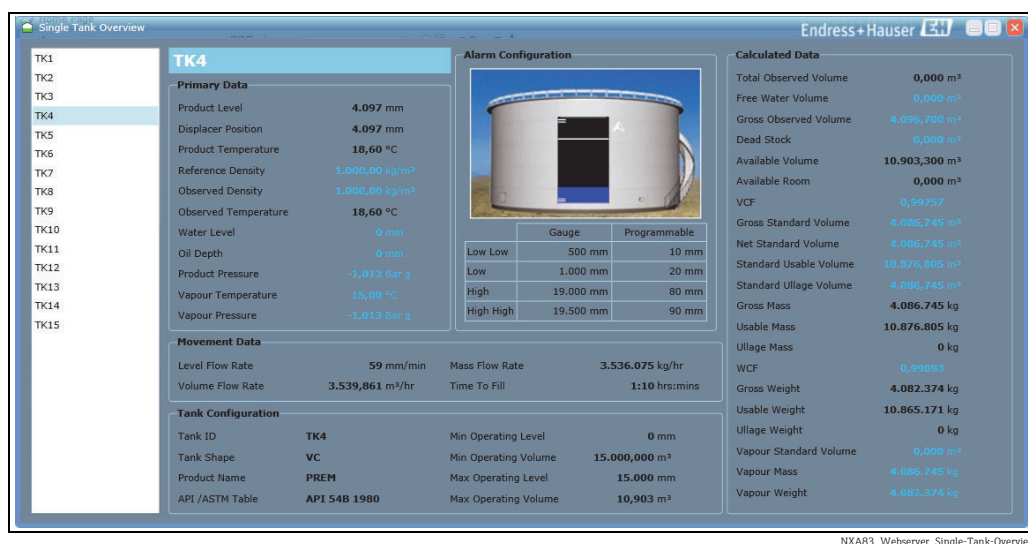 Home Page
Single Tank Overview
Endress+Hauser EH
TK1
TK2
TK3
TK4
TK5
TK6
TK7
TK8
TK9
TK10
TK11
TK12
TK13
TK14
TK15
TK4
Primary Data
Product Level 4.097 mm
Displacer Position 4.097 mm
Product Temperature 18,60 °C
Reference Density 1.000,00 kg/m³
Observed Density 1.000,00 kg/m³
Observed Temperature 18,60 °C
Water Level 0 mm
Oil Depth 0 mm
Product Pressure -1,013 Bar g
Vapour Temperature 15,00 °C
Vapour Pressure -1,013 Bar g
Alarm Configuration
Gauge Programmable
Low Low 500 mm 10 mm
Low 1.000 mm 20 mm
High 19.000 mm 80 mm
High High 19.500 mm 90 mm
Movement Data
Level Flow Rate 59 mm/min Mass Flow Rate 3.536.075 kg/hr
Volume Flow Rate 3.539,861 m³/hr Time To Fill 1:10 hrs:mins
Tank Configuration
Tank ID TK4 Min Operating Level 0 mm
Tank Shape VC Min Operating Volume 15.000,000 m³
Product Name PREM Max Operating Level 15.000 mm
API /ASTM Table API 54B 1980 Max Operating Volume 10,903 m³
Calculated Data
Total Observed Volume 0,000 m³
Free Water Volume 0,000 m³
Gross Observed Volume 4.096,700 m³
Dead Stock 0,000 m³
Available Volume 10.903,300 m³
Available Room 0,000 m³
VCF 0,99757
Gross Standard Volume 4.086,745 m³
Net Standard Volume 4.086,745 m³
Standard Usable Volume 10.876,805 m³
Standard Ullage Volume 4.086,745 m³
Gross Mass 4.086.745 kg
Usable Mass 10.876.805 kg
Ullage Mass 0 kg
WCF 0,99893
Gross Weight 4.082.374 kg
Usable Weight 10.865.171 kg
Ullage Weight 0 kg
Vapour Standard Volume 0,000 m³
Vapour Mass 4.086.745 kg
Vapour Weight 4.082.374 kg